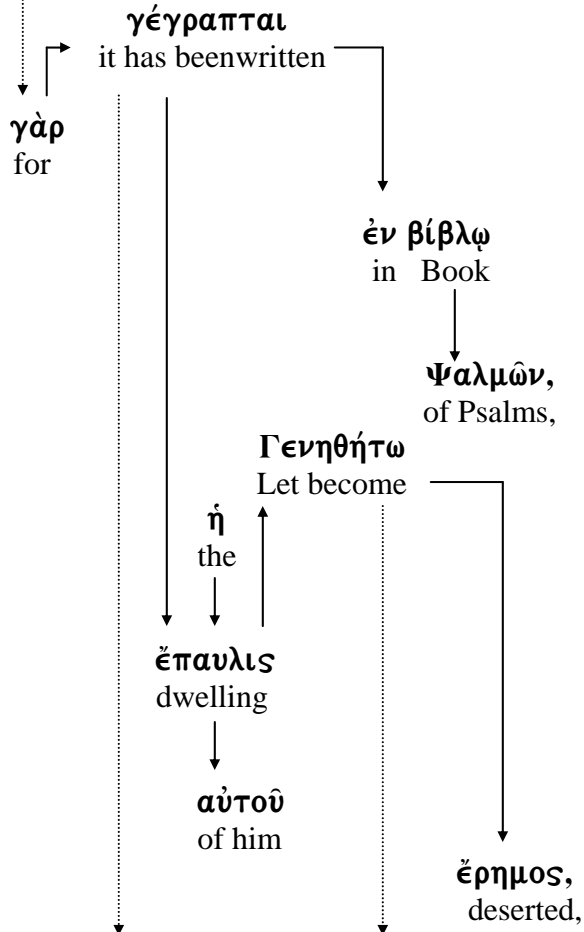 γέγραπται
it has beenwritten
γὰρ
for
ἐν βίβλῳ
in Book
Ψαλμῶν,
of Psalms,
Γενηθήτω
Let become
ἡ
the
ἔπαυλις
dwelling
αὐτοῦ
of him
ἔρημος,
deserted,